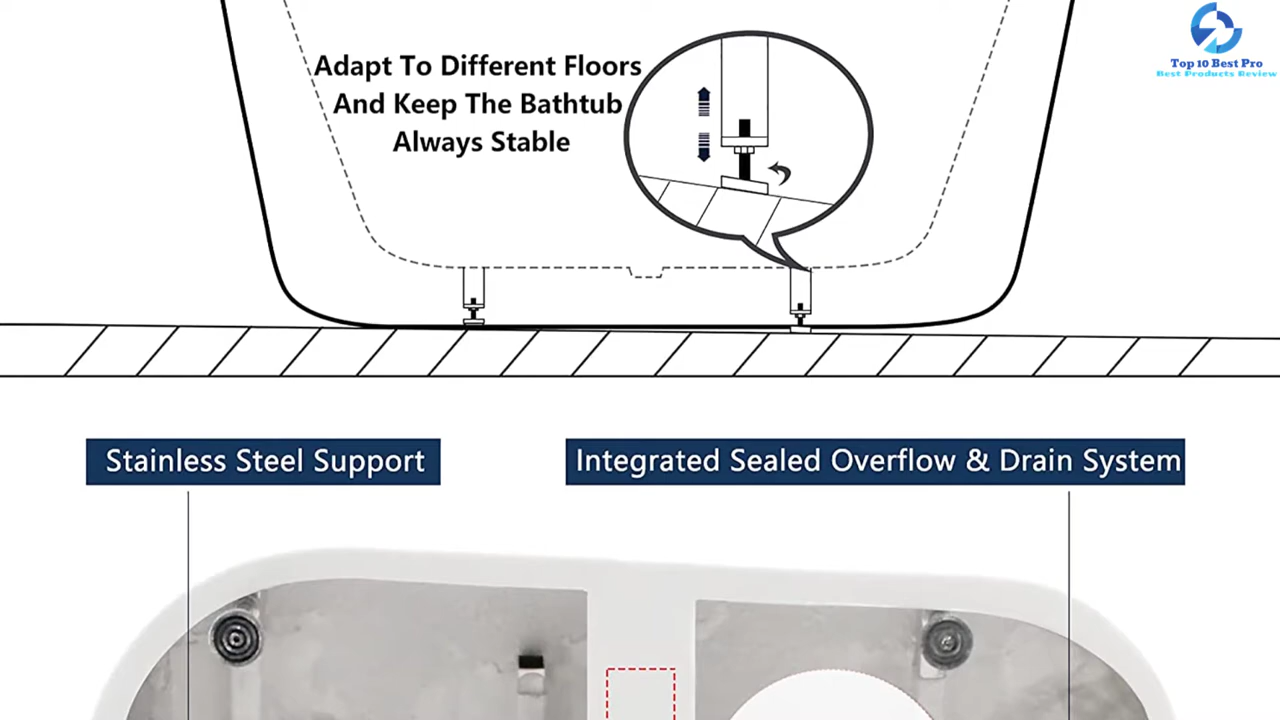 Adapt To Different Floors
And Keep The Bathtub
Always Stable
Top 10 Best Pro
Best Products Review
Stainless Steel Support
Integrated Sealed Overflow & Drain System